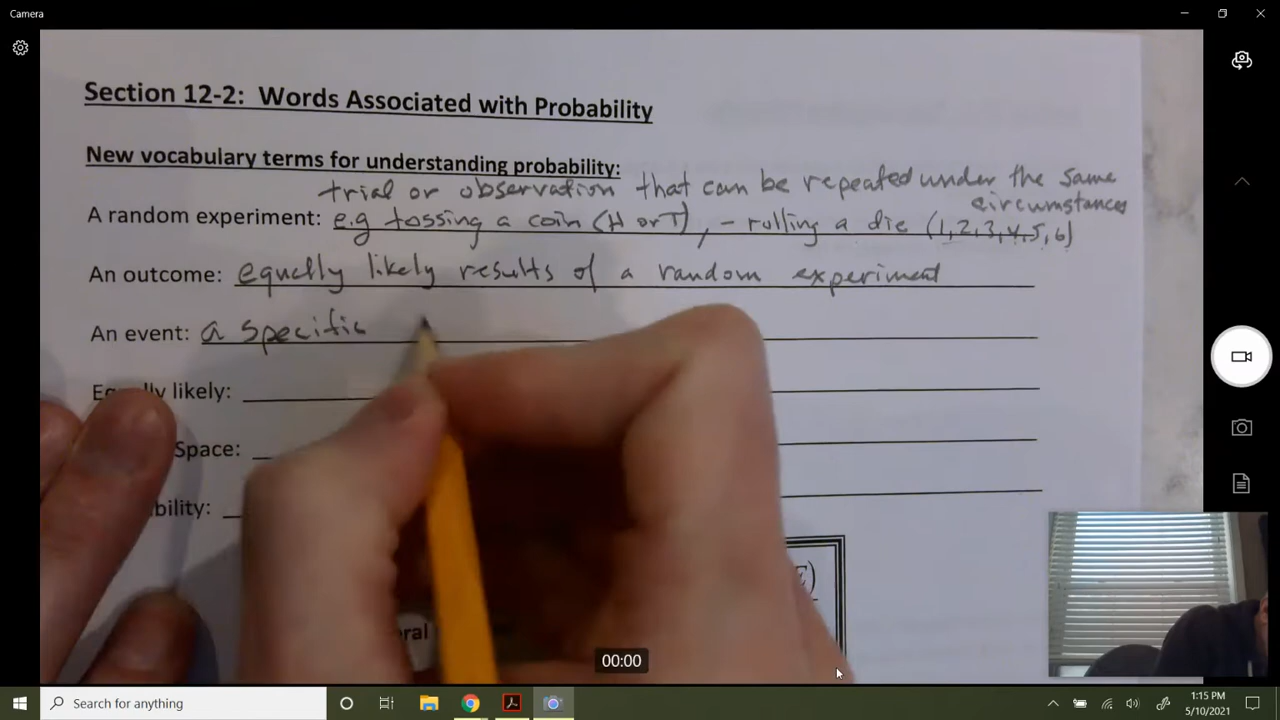 Camera
Section 12-2: Words Associated with Probability
New vocabulary terms for understanding probability:
trial or observation that can be repeated under the same
circumstances
A random experiment: e.g tossing a coin (H or T), - rolling a die (1, 2, 3, 4, 5, 6)
An outcome: equally likely results of a random experiment
An event: a specific
likely:
Space:
bility:
E)
eral
00:00
Search for anything
1:15 PM
5/10/2021